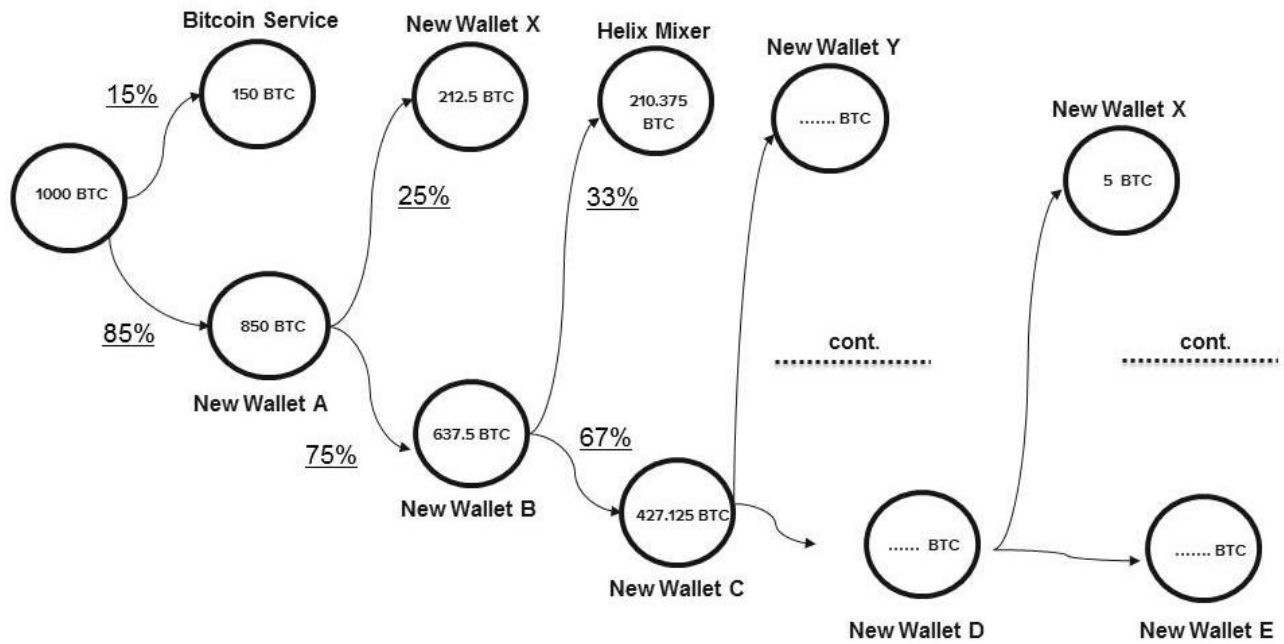 Bitcoin Service
New Wallet X
Helix Mixer
New Wallet Y
New Wallet X
15%
150 BTC
212.5 BTC
210.375
BTC
....... BTC
5 BTC
1000 BTC
25%
33%
85%
850 BTC
New Wallet A
cont.
cont.
75%
637.5 BTC
67%
New Wallet B
427.125 BTC
New Wallet C
...... BTC
....... BTC
New Wallet D
New Wallet E